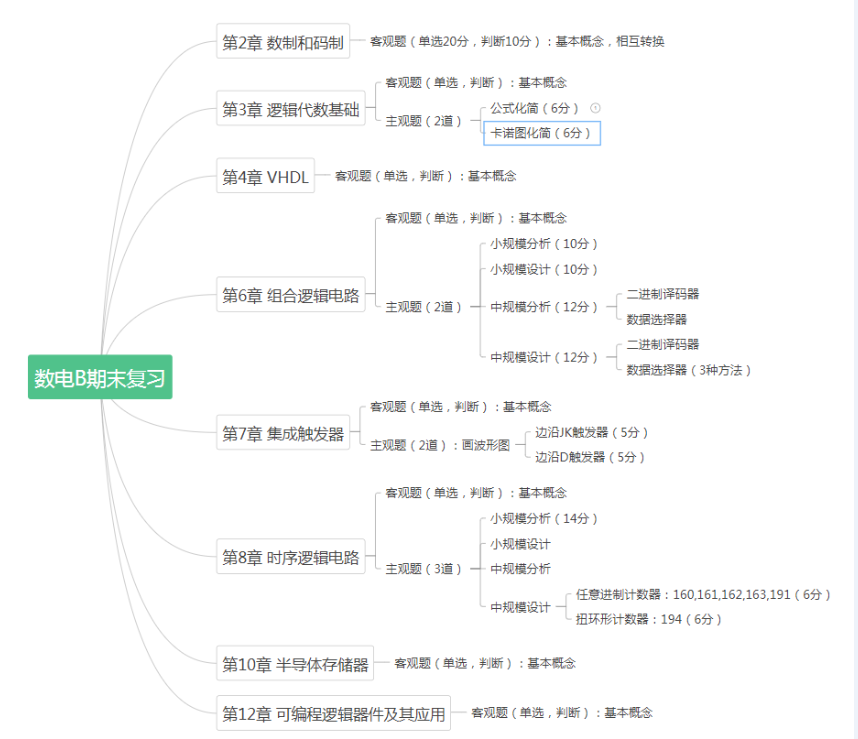 数电B期末复习
第2章 数制和码制
客观题（单选20分，判断10分）：基本概念，相互转换
第3章 逻辑代数基础
客观题（单选，判断）：基本概念
主观题（2道）
公式化简（6分）
卡诺图化简（6分）
第4章 VHDL
客观题（单选，判断）：基本概念
第6章 组合逻辑电路
客观题（单选，判断）：基本概念
主观题（2道）
小规模分析（10分）
小规模设计（10分）
中规模分析（12分）
二进制译码器
数据选择器
中规模设计（12分）
二进制译码器
数据选择器（3种方法）
第7章 集成触发器
客观题（单选，判断）：基本概念
主观题（2道）：画波形图
边沿JK触发器（5分）
边沿D触发器（5分）
第8章 时序逻辑电路
客观题（单选，判断）：基本概念
主观题（3道）
小规模分析（14分）
小规模设计
中规模分析
中规模设计
任意进制计数器：160,161,162,163,191（6分）
扭环形计数器：194（6分）
第10章 半导体存储器
客观题（单选，判断）：基本概念
第12章 可编程逻辑器件及其应用
客观题（单选，判断）：基本概念